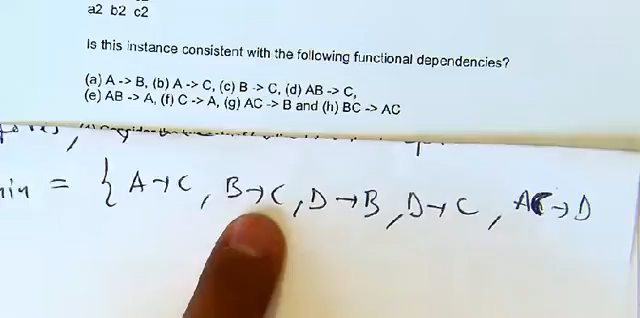 a2 b2 c2
Is this instance consistent with the following functional dependencies?
(a) A -> B, (b) A -> C, (c) B -> C, (d) AB -> C,
(e) AB -> A, (f) C -> A, (g) AC -> B and (h) BC -> AC
= { A→C, B→C, D→B, D→C, AC→D